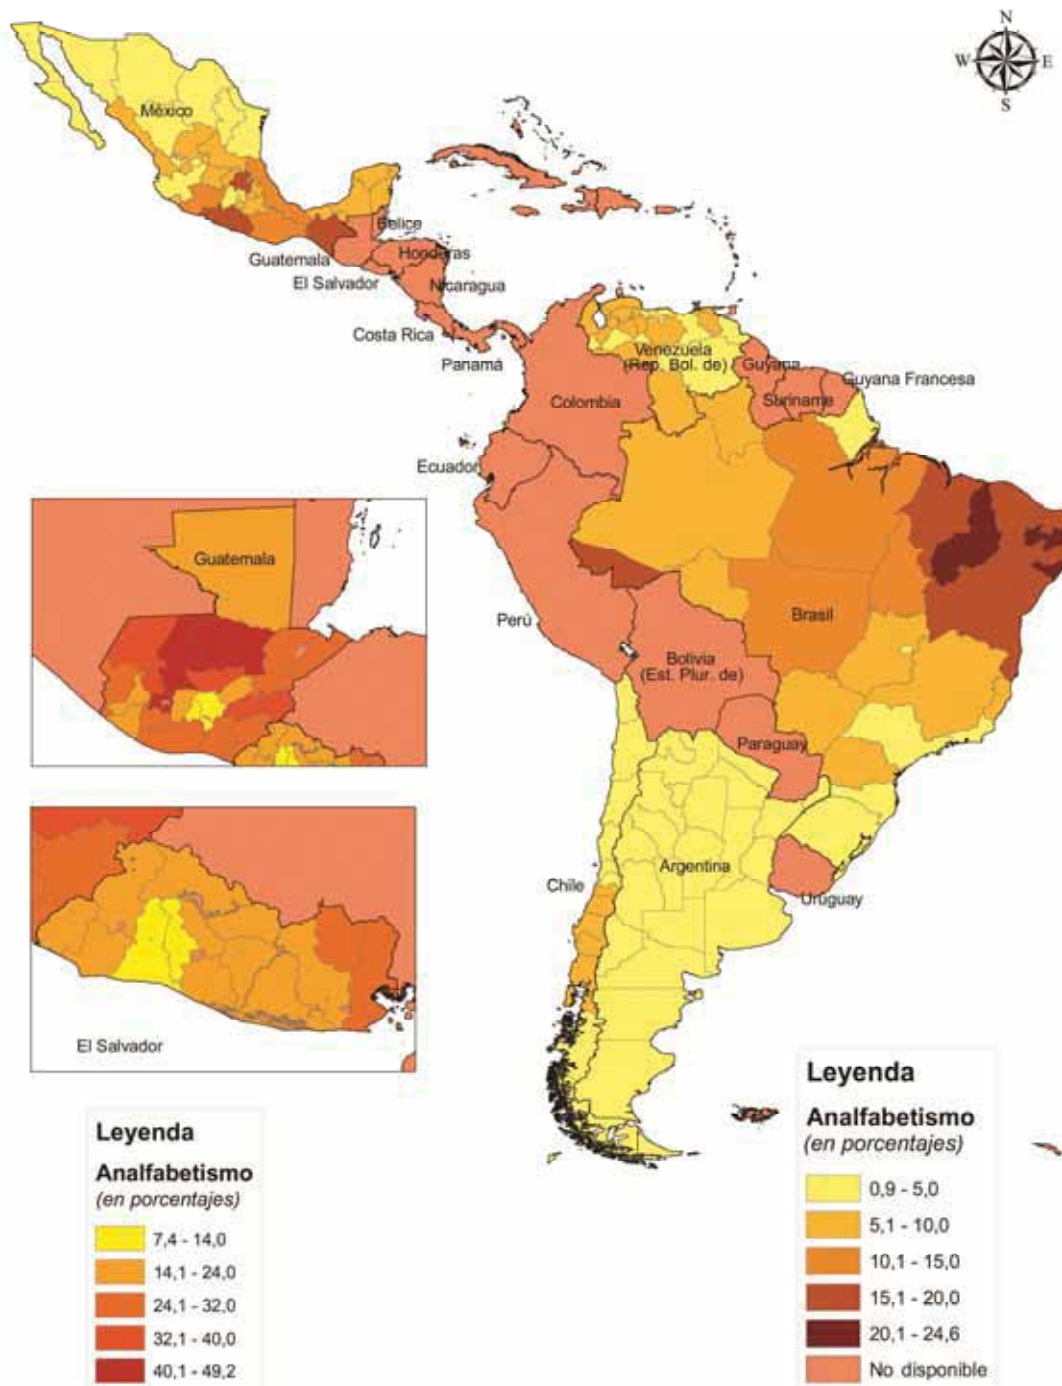 N
W E
S
México
Belice
Honduras
Guatemala
El Salvador
Nicaragua
Costa Rica
Panamá
Venezuela
(Rep. Bol. de)
Guyana
Guyana Francesa
Suriname
Colombia
Ecuador
Guatemala
Perú
Brasil
Bolivia
(Est. Plur. de)
Paraguay
Argentina
Chile
Uruguay
El Salvador
Leyenda
Analfabetismo
(en porcentajes)
7,4 - 14,0
14,1 - 24,0
24,1 - 32,0
32,1 - 40,0
40,1 - 49,2
Leyenda
Analfabetismo
(en porcentajes)
0,9 - 5,0
5,1 - 10,0
10,1 - 15,0
15,1 - 20,0
20,1 - 24,6
No disponible